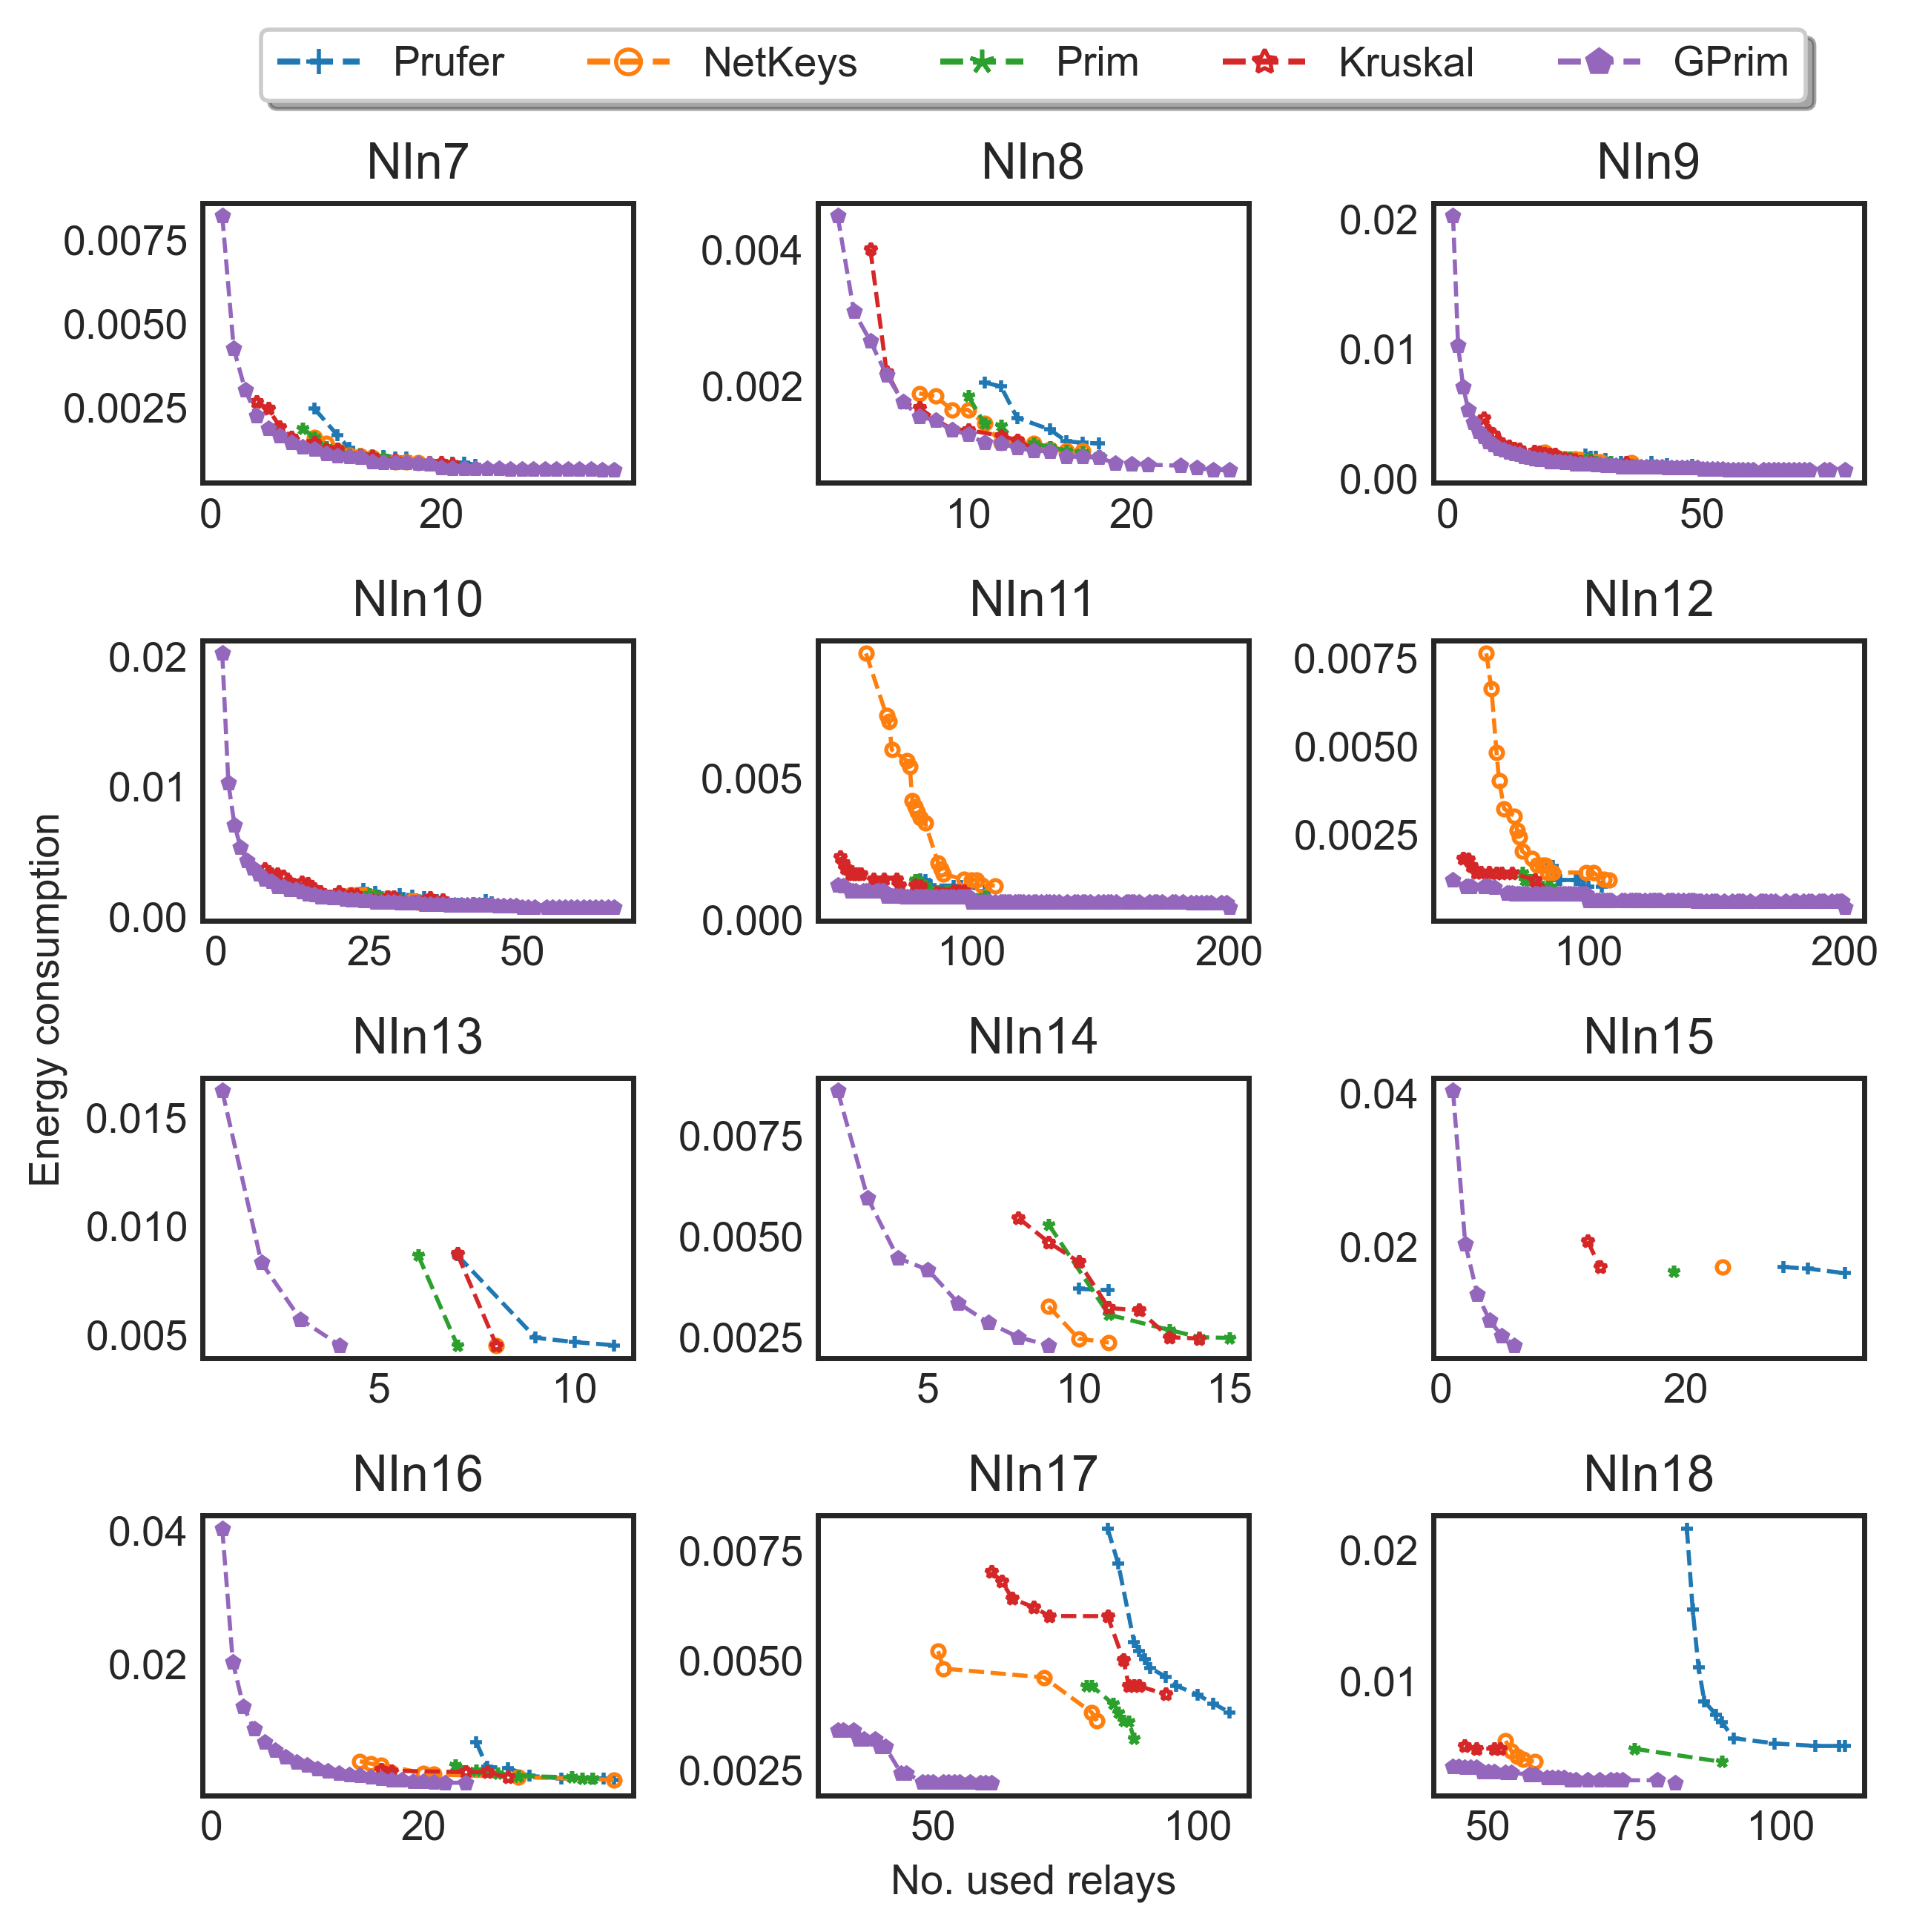 Prufer NetKeys Prim Kruskal GPrim
NIn7 NIn8 NIn9
0.0075 0.0050 0.0025
0 20
0.004 0.002
10 20
0.02 0.01 0.00
0 50
NIn10 NIn11 NIn12
0.02 0.01 0.00
0 25 50
0.005 0.000
100 200
0.0075 0.0050 0.0025
100 200
Energy consumption
NIn13 NIn14 NIn15
0.015 0.010 0.005
5 10
0.0075 0.0050 0.0025
5 10 15
0.04 0.02
0 20
NIn16 NIn17 NIn18
0.04 0.02
0 20
0.0075 0.0050 0.0025
50 100
0.02 0.01
50 75 100
No. used relays